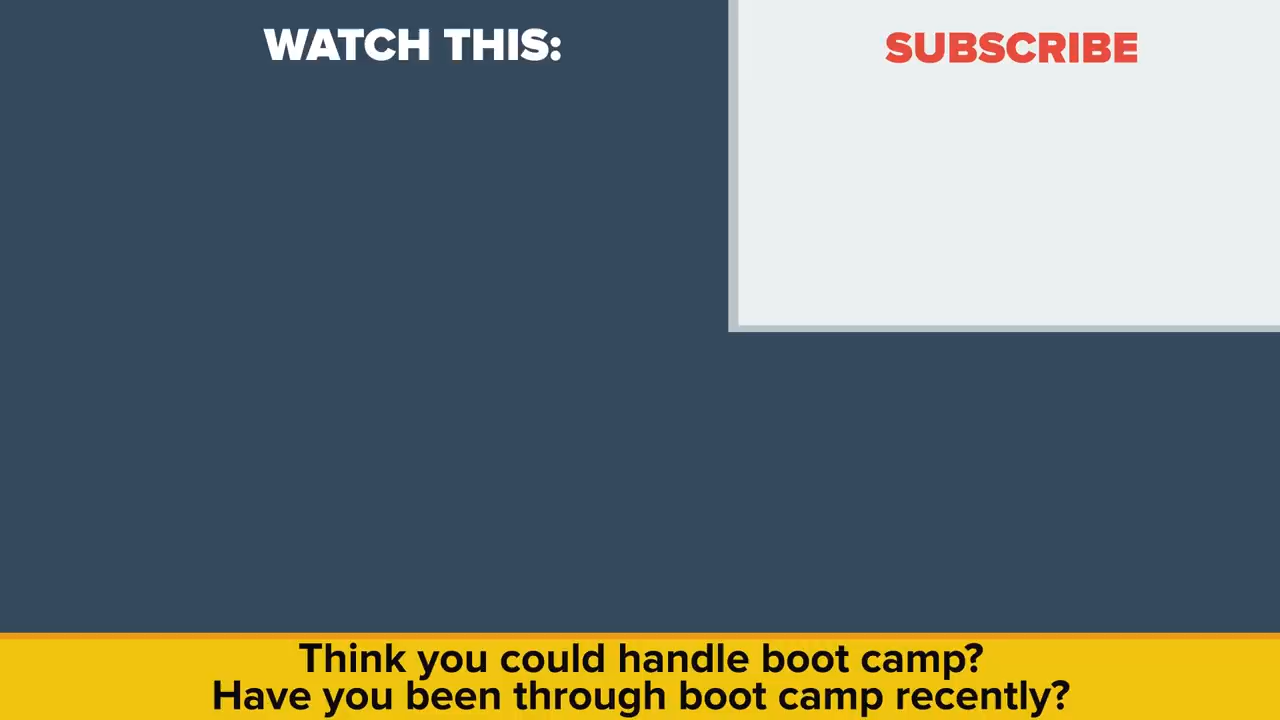 WATCH THIS:
SUBSCRIBE
Think you could handle boot camp?
Have you been through boot camp recently?